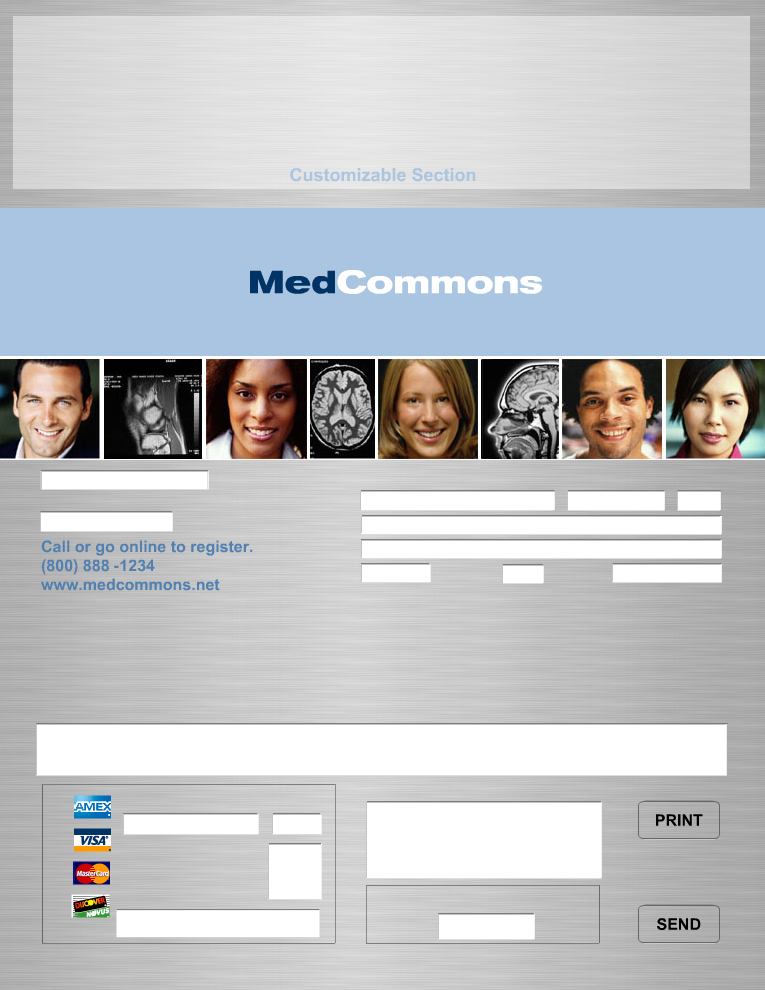 Customizable Section
MedCommons
Call or go online to register.
(800) 888 -1234
www.medcommons.net
AMEX
VISA
MasterCard
DISCOVER
NOVUS
PRINT
SEND